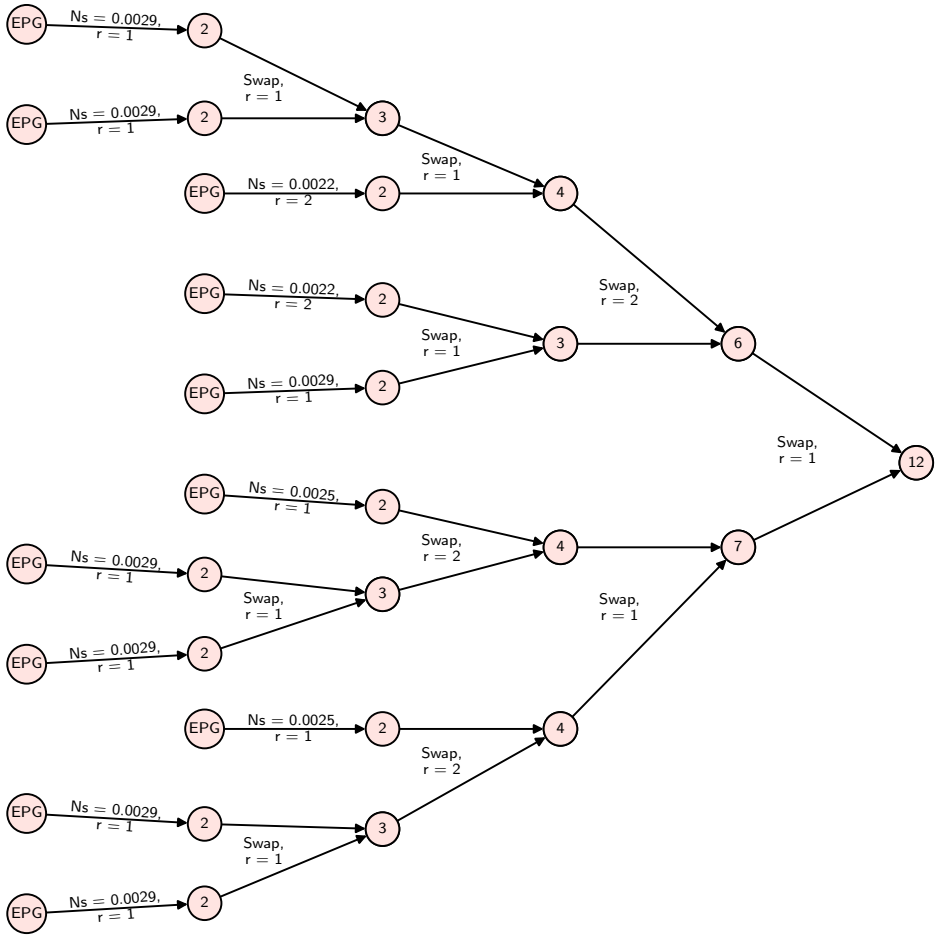 EPG
Ns = 0.0029,
r = 1
2
Swap,
r = 1
EPG
Ns = 0.0029,
r = 1
2
3
Swap,
r = 1
EPG
Ns = 0.0022,
r = 2
2
4
Swap,
r = 2
EPG
Ns = 0.0022,
r = 2
2
Swap,
r = 1
3
6
EPG
Ns = 0.0029,
r = 1
2
Swap,
r = 1
12
EPG
Ns = 0.0025,
r = 1
2
Swap,
r = 2
4
7
EPG
Ns = 0.0029,
r = 1
2
Swap,
r = 1
3
Swap,
r = 1
EPG
Ns = 0.0029,
r = 1
2
EPG
Ns = 0.0025,
r = 1
2
4
Swap,
r = 2
EPG
Ns = 0.0029,
r = 1
2
3
Swap,
r = 1
EPG
Ns = 0.0029,
r = 1
2